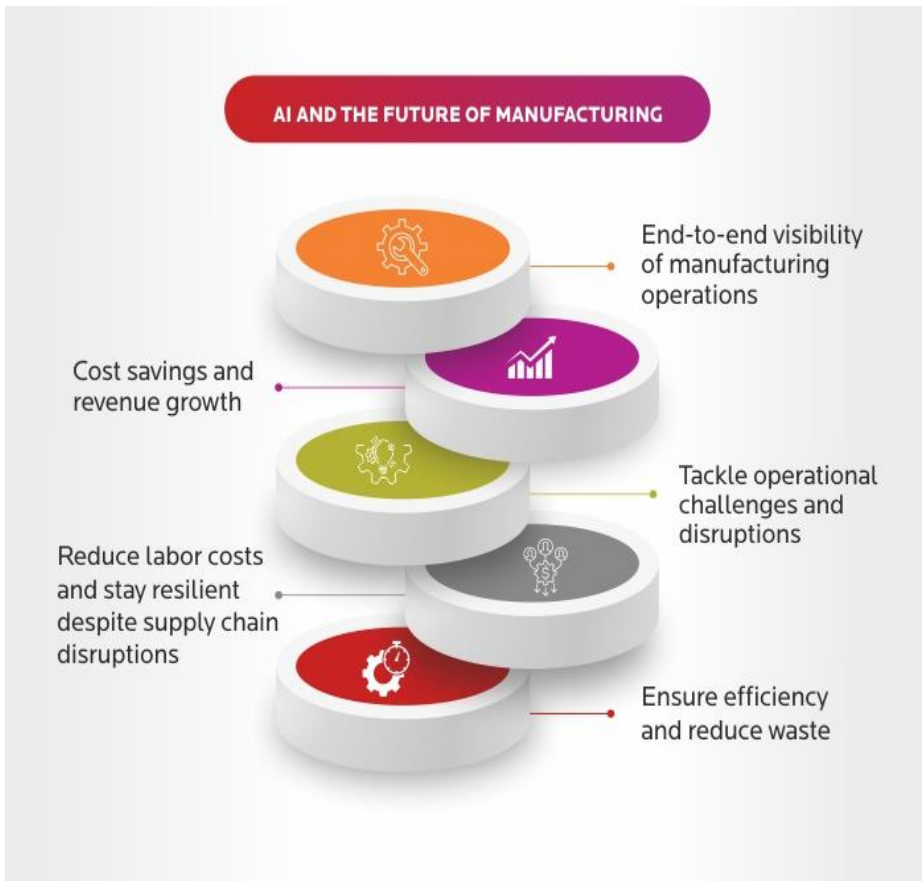 AI AND THE FUTURE OF MANUFACTURING
End-to-end visibility
of manufacturing
operations
Cost savings and
revenue growth
Tackle operational
challenges and
disruptions
Reduce labor costs
and stay resilient
despite supply chain
disruptions
$
Ensure efficiency
and reduce waste